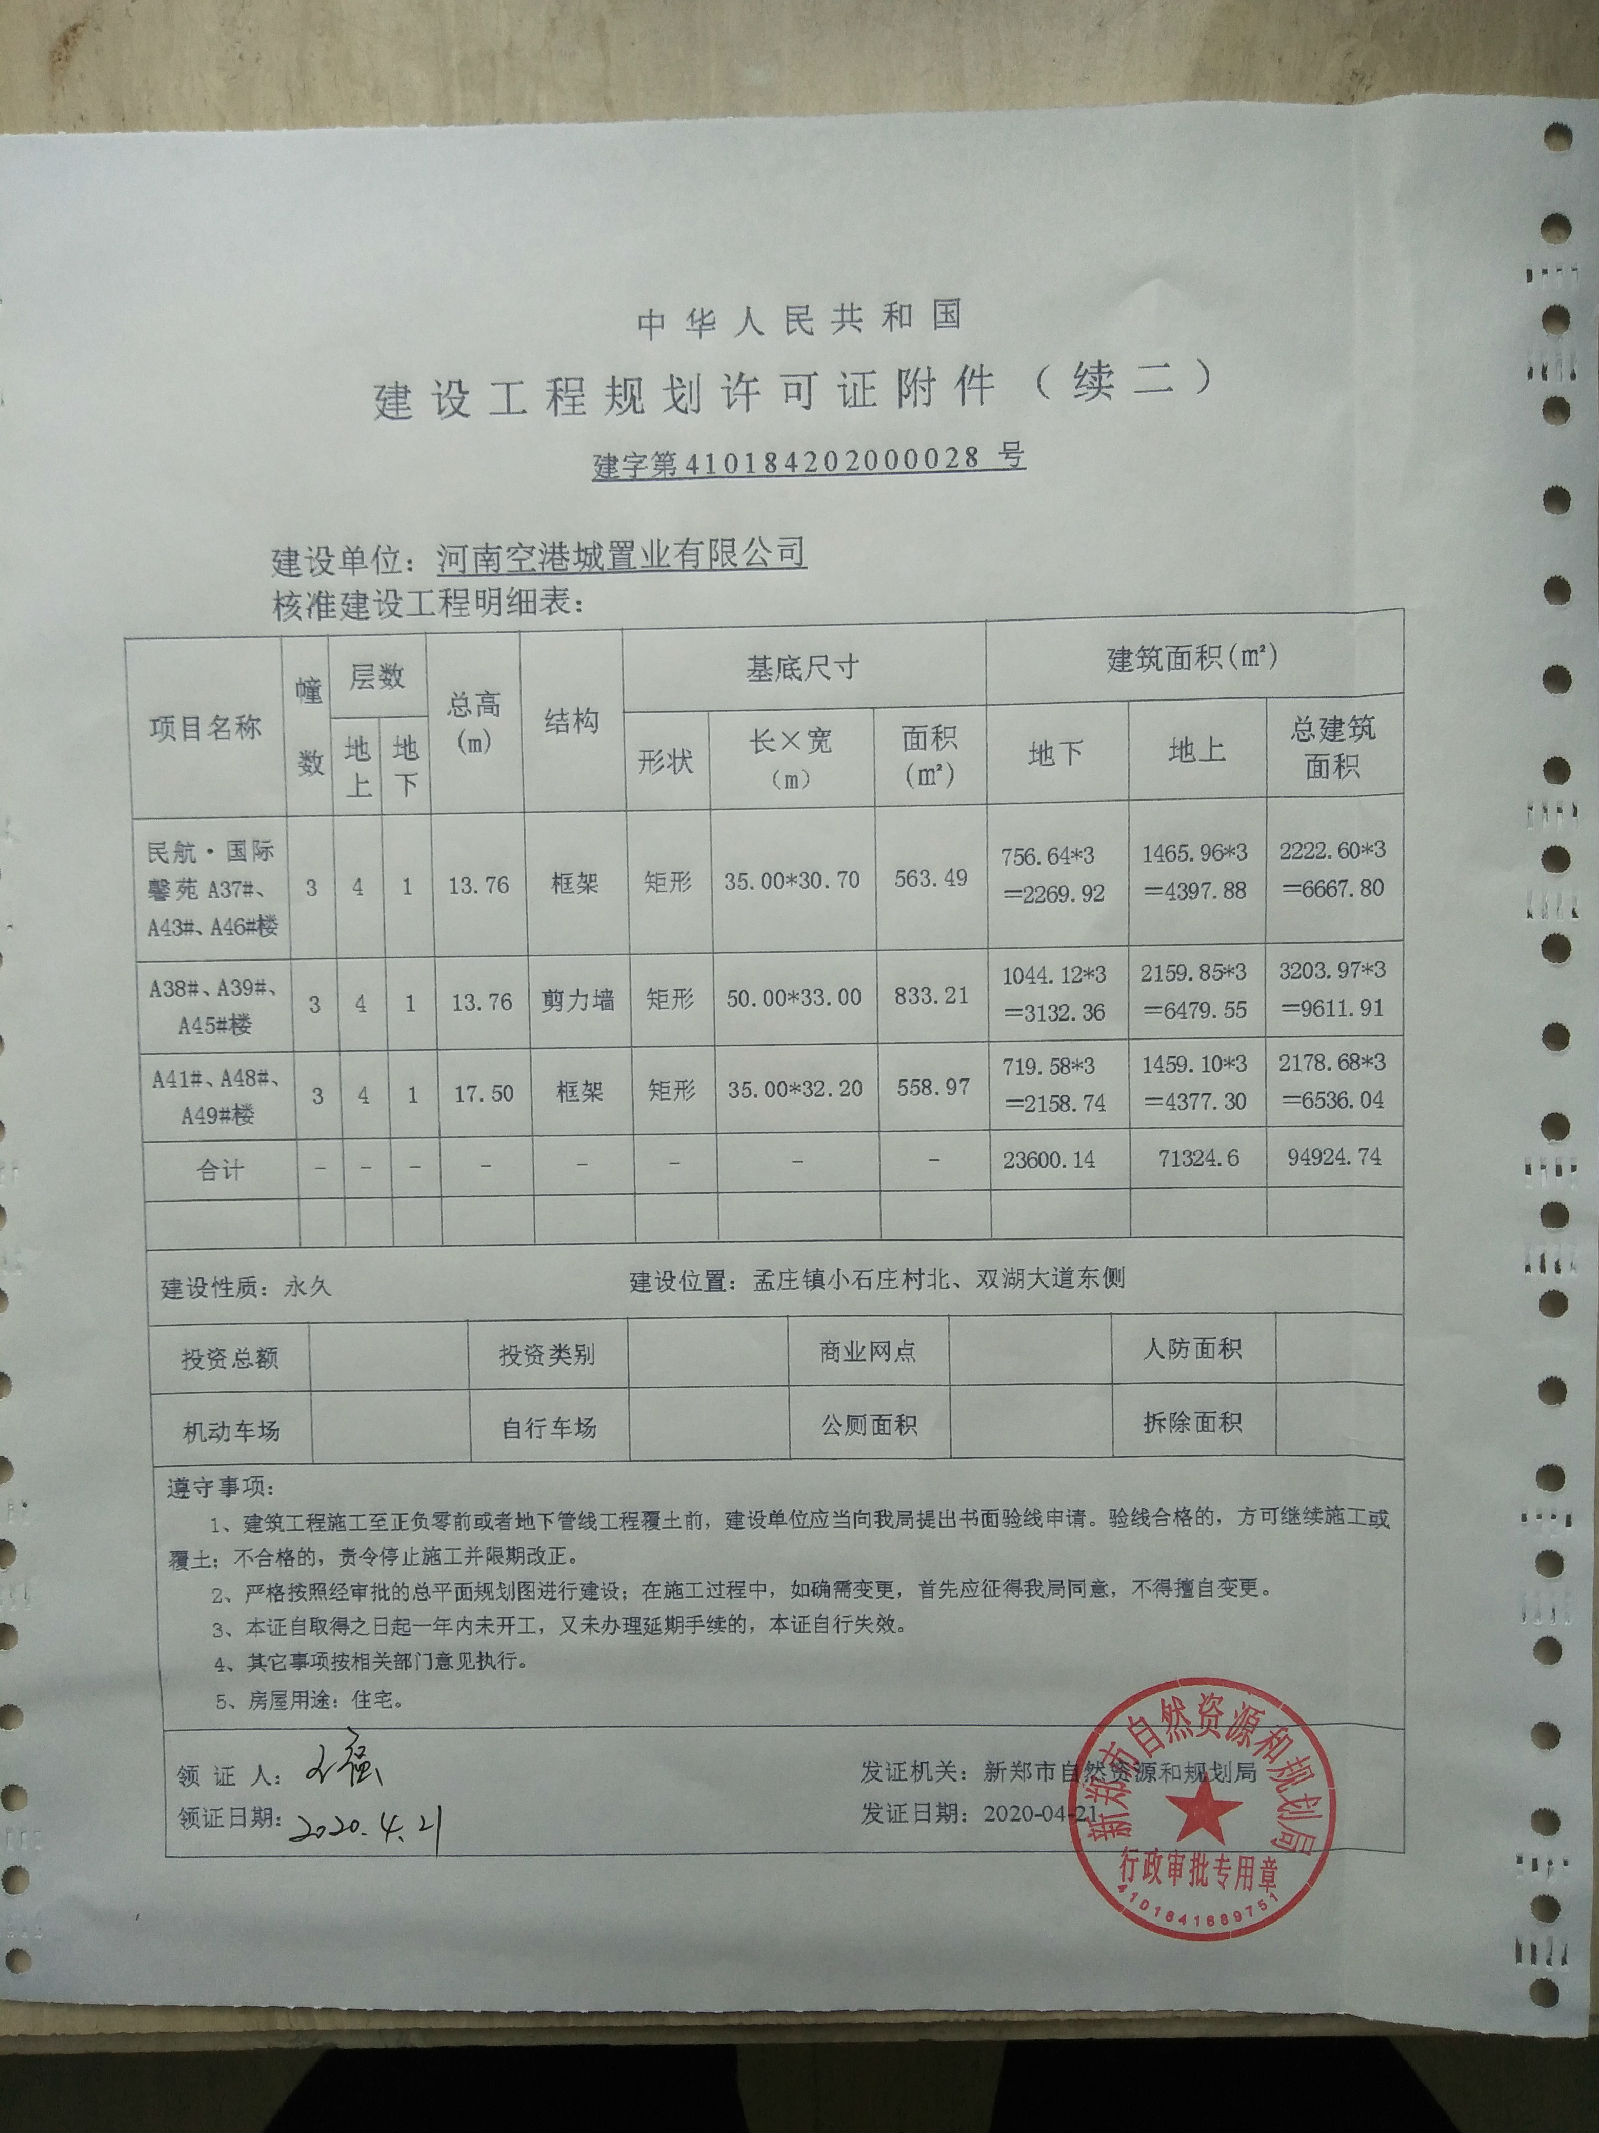 中华人民共和国
建设工程规划许可证附件（续二）
建字第410184202000028 号
建设单位：河南空港城置业有限公司
核准建设工程明细表：
项目名称 幢数 层数 总高(m) 结构 基底尺寸 建筑面积(㎡)
地上 地下 形状 长×宽(m) 面积(㎡) 地下 地上 总建筑面积
民航·国际馨苑 A37#、A43#、A46#楼 3 4 1 13.76 框架 矩形 35.00*30.70 563.49 756.64*3=2269.92 1465.96*3=4397.88 2222.60*3=6667.80
A38#、A39#、A45#楼 3 4 1 13.76 剪力墙 矩形 50.00*33.00 833.21 1044.12*3=3132.36 2159.85*3=6479.55 3203.97*3=9611.91
A41#、A48#、A49#楼 3 4 1 17.50 框架 矩形 35.00*32.20 558.97 719.58*3=2158.74 1459.10*3=4377.30 2178.68*3=6536.04
合计 - - - - - - - - 23600.14 71324.6 94924.74
建设性质：永久 建设位置：孟庄镇小石庄村北、双湖大道东侧
投资总额 投资类别 商业网点 人防面积
机动车场 自行车场 公厕面积 拆除面积
遵守事项：
1、建筑工程施工至正负零前或者地下管线工程覆土前，建设单位应当向我局提出书面验线申请。验线合格的，方可继续施工或
覆土；不合格的，责令停止施工并限期改正。
2、严格按照经审批的总平面规划图进行建设；在施工过程中，如确需变更，首先应征得我局同意，不得擅自变更。
3、本证自取得之日起一年内未开工，又未办理延期手续的，本证自行失效。
4、其它事项按相关部门意见执行。
5、房屋用途：住宅。
领 证 人： 发证机关：新郑市自然资源和规划局
领证日期：2020.4.21 发证日期：2020-04-21
新郑市自然资源和规划局
行政审批专用章